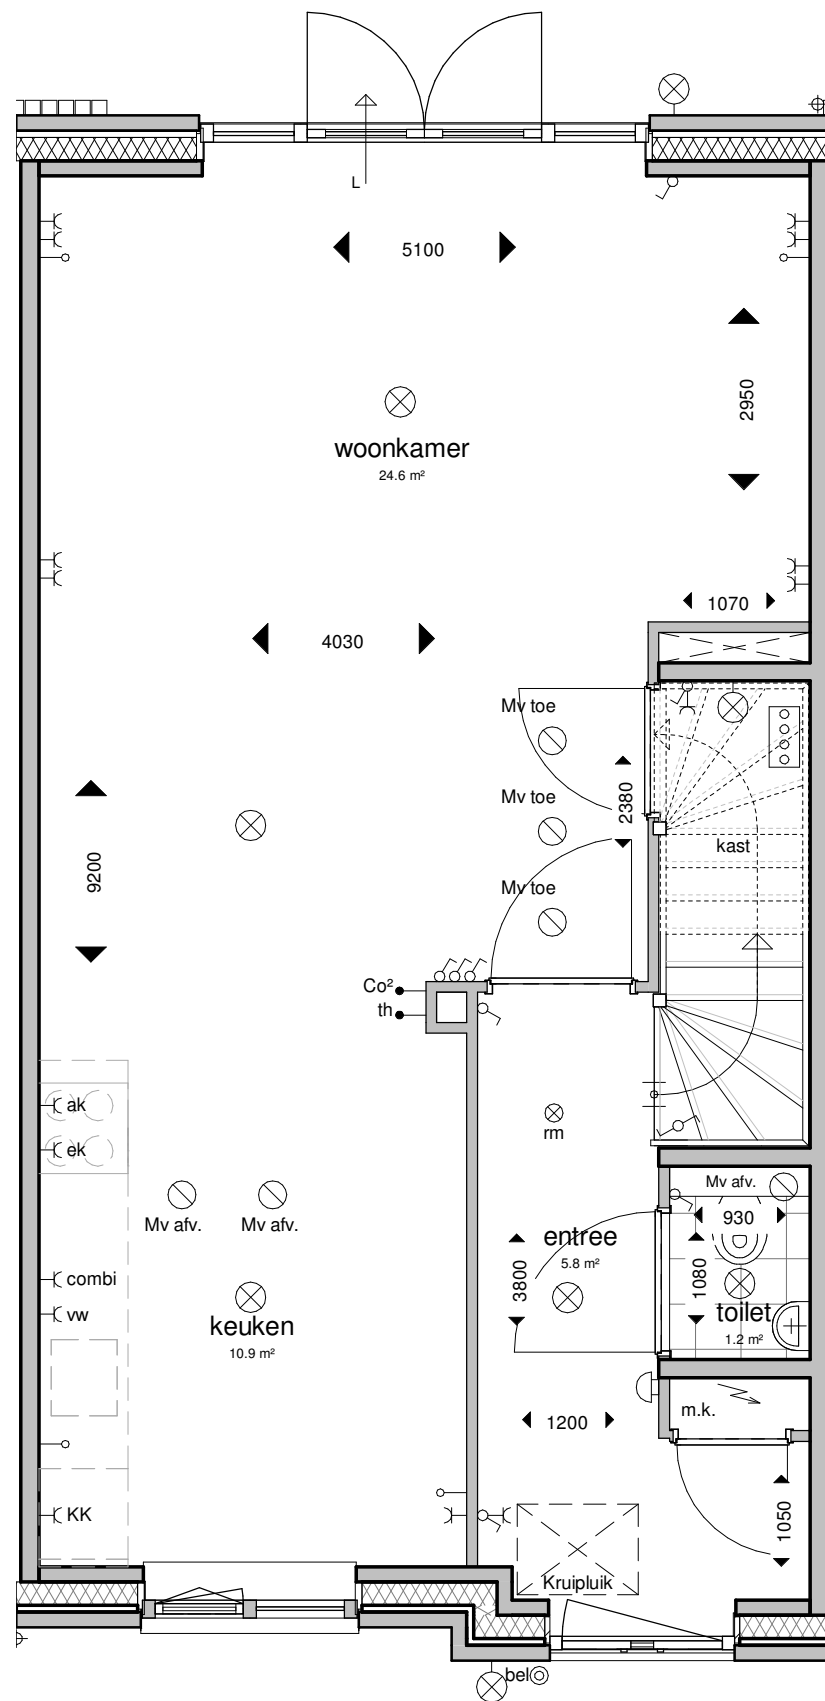 L
5100
2950
woonkamer
24.6 m²
1070
4030
Mv toe
2380
Mv toe
kast
9200
Mv toe
Co²
th
ak
rm
ek
Mv afv.
Mv afv.
Mv afv.
930
entree
5.8 m²
3800
1080
combi
vw
keuken
10.9 m²
toilet
1.2 m²
m.k.
1200
KK
1050
Kruipluik
bel